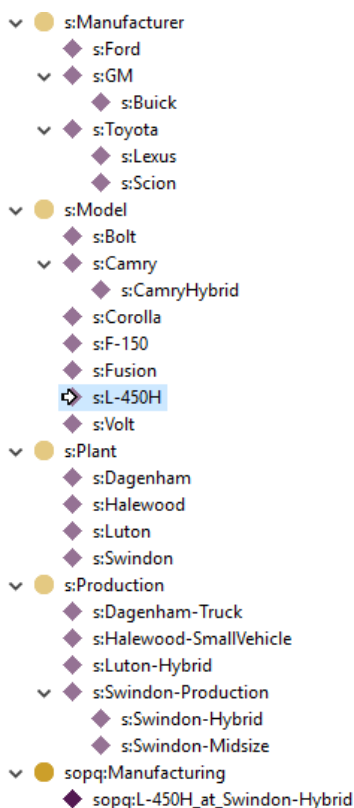 s:Manufacturer
s:Ford
s:GM
s:Buick
s:Toyota
s:Lexus
s:Scion
s:Model
s:Bolt
s:Camry
s:CamryHybrid
s:Corolla
s:F-150
s:Fusion
s:L-450H
s:Volt
s:Plant
s:Dagenham
s:Halewood
s:Luton
s:Swindon
s:Production
s:Dagenham-Truck
s:Halewood-SmallVehicle
s:Luton-Hybrid
s:Swindon-Production
s:Swindon-Hybrid
s:Swindon-Midsize
sopq:Manufacturing
sopq:L-450H_at_Swindon-Hybrid